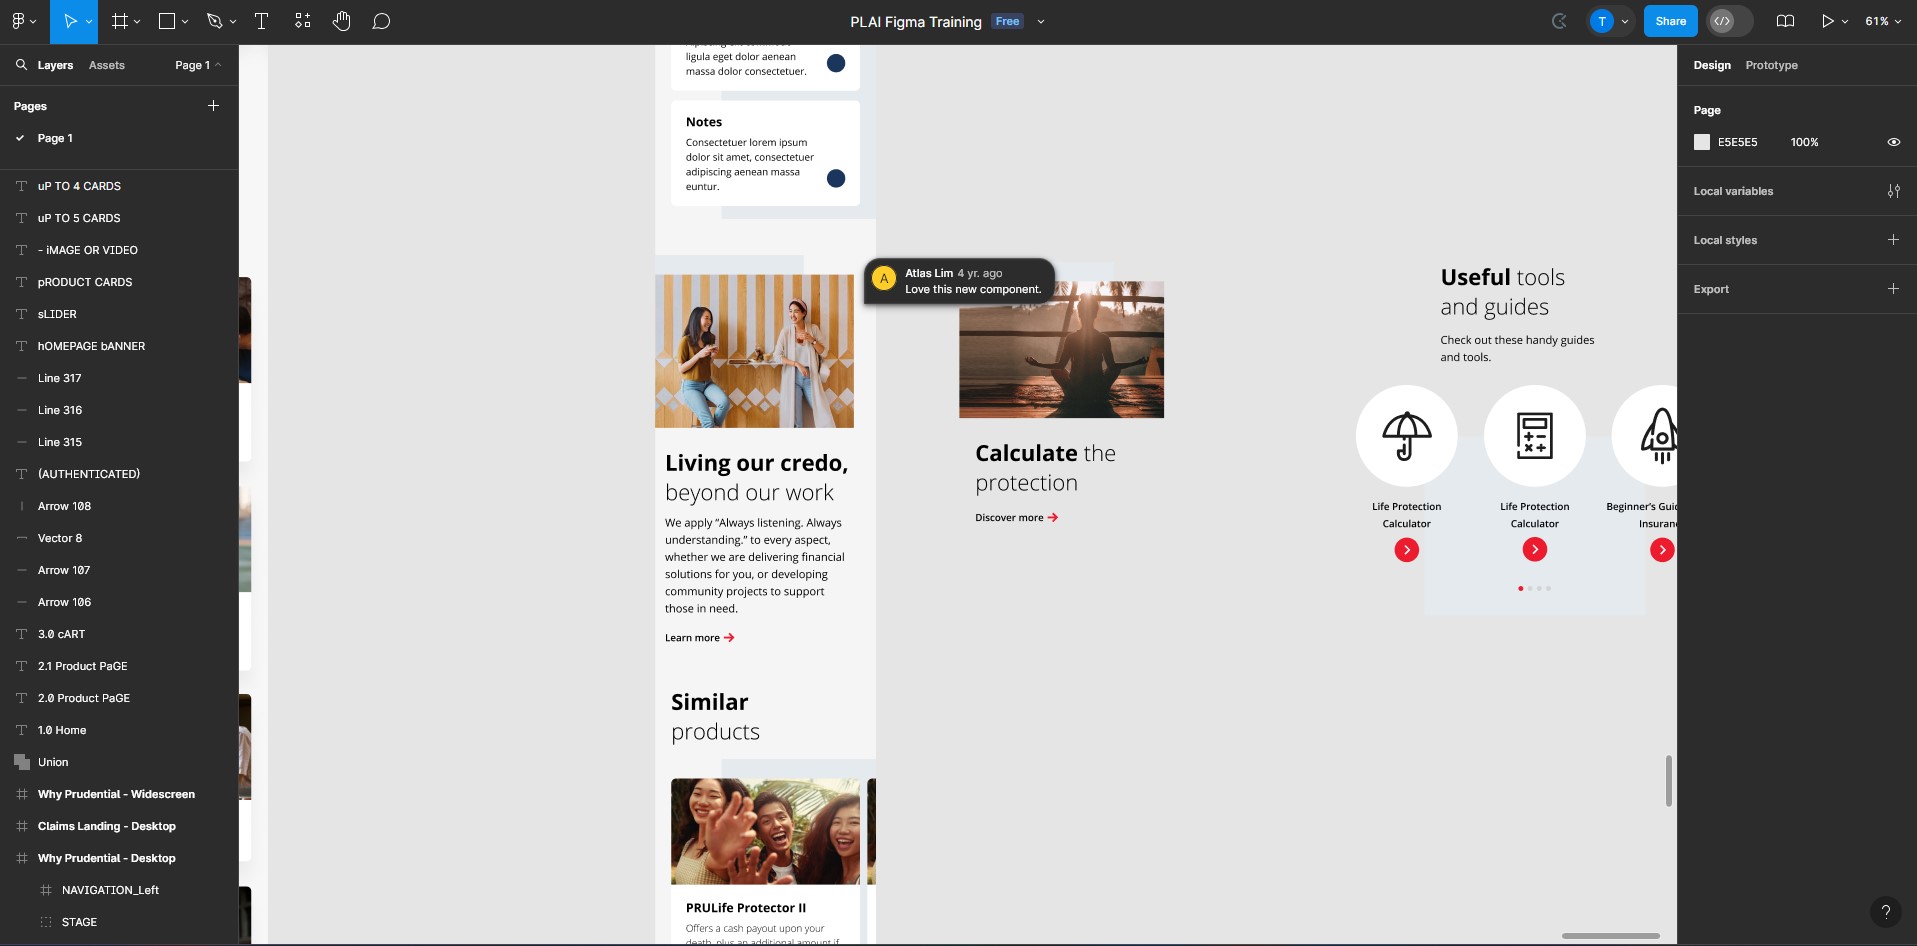 PLAI Figma Training Free
T
Share
61%
Layers Assets Page 1
Pages
Page 1
uP TO 4 CARDS
uP TO 5 CARDS
- iMAGE OR VIDEO
pRODUCT CARDS
sLIDER
hOMEPAGE bANNER
Line 317
Line 316
Line 315
(AUTHENTICATED)
Arrow 108
Vector 8
Arrow 107
Arrow 106
3.0 cART
2.1 Product PaGE
2.0 Product PaGE
1.0 Home
Union
Why Prudential - Widescreen
Claims Landing - Desktop
Why Prudential - Desktop
NAVIGATION_Left
STAGE
ligula eget dolor aenean
massa dolor consectetuer.
Notes
Consectetuer lorem ipsum
dolor sit amet, consectetuer
adipiscing aenean massa
euntur.
A
Atlas Lim 4 yr. ago
Love this new component.
Living our credo,
beyond our work
We apply “Always listening. Always
understanding.” to every aspect,
whether we are delivering financial
solutions for you, or developing
community projects to support
those in need.
Learn more
Similar
products
PRULife Protector II
Offers a cash payout upon your
death, plus an additional amount if
Calculate the
protection
Discover more
Useful tools
and guides
Check out these handy guides
and tools.
Life Protection
Calculator
Life Protection
Calculator
Beginner’s Guid
Insuranc
Design Prototype
Page
E5E5E5 100%
Local variables
Local styles
Export
?